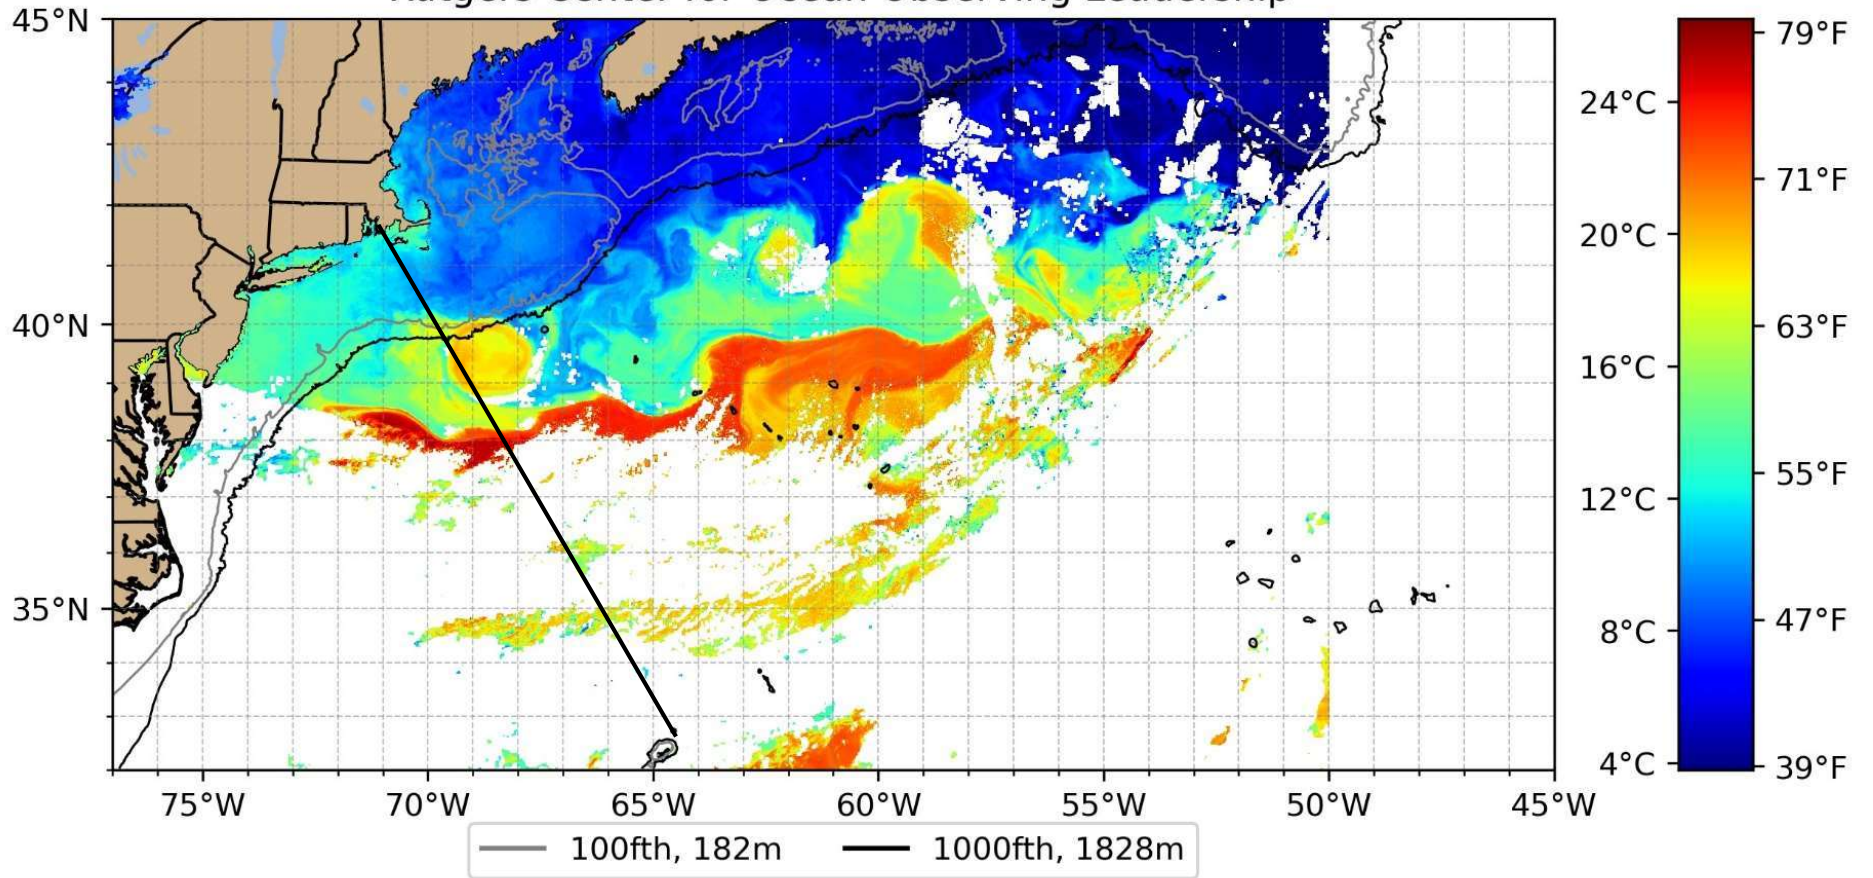 Rutgers Center for Ocean Observing Leadership
45°N
40°N
35°N
75°W 70°W 65°W 60°W 55°W 50°W 45°W
24°C
20°C
16°C
12°C
8°C
4°C
79°F
71°F
63°F
55°F
47°F
39°F
100fth, 182m 1000fth, 1828m